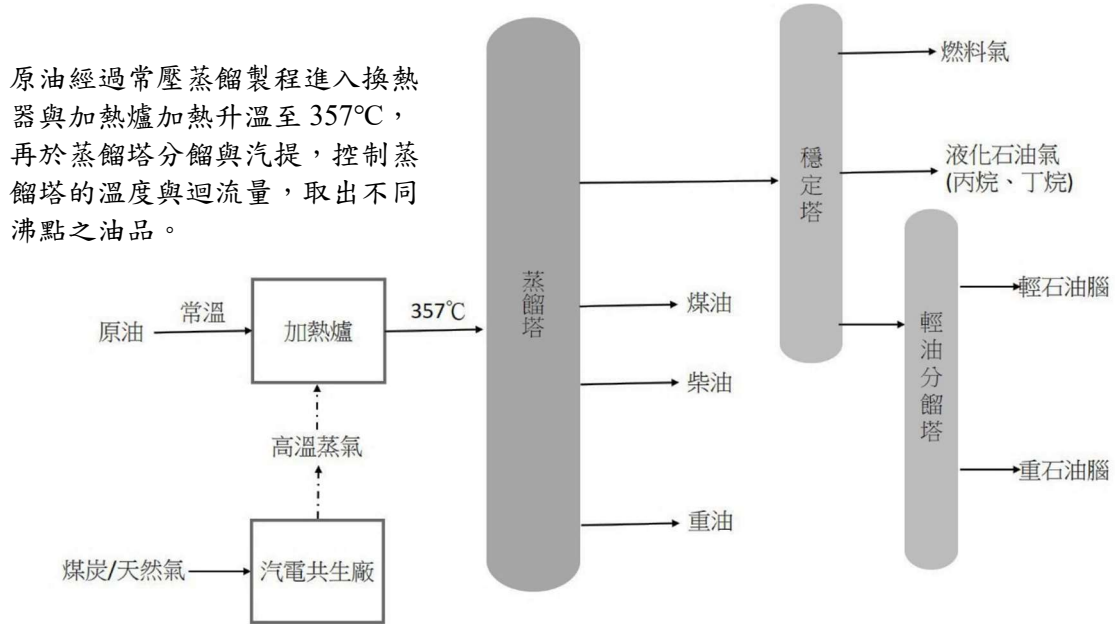 原油經過常壓蒸餾製程進入換熱
器與加熱爐加熱升溫至 357°C，
再於蒸餾塔分餾與汽提，控制蒸
餾塔的溫度與迴流量，取出不同
沸點之油品。
原油
常溫
加熱爐
357℃
高溫蒸氣
煤炭/天然氣
汽電共生廠
蒸餾塔
煤油
柴油
重油
穩定塔
燃料氣
液化石油氣
(丙烷、丁烷)
輕油分餾塔
輕石油腦
重石油腦